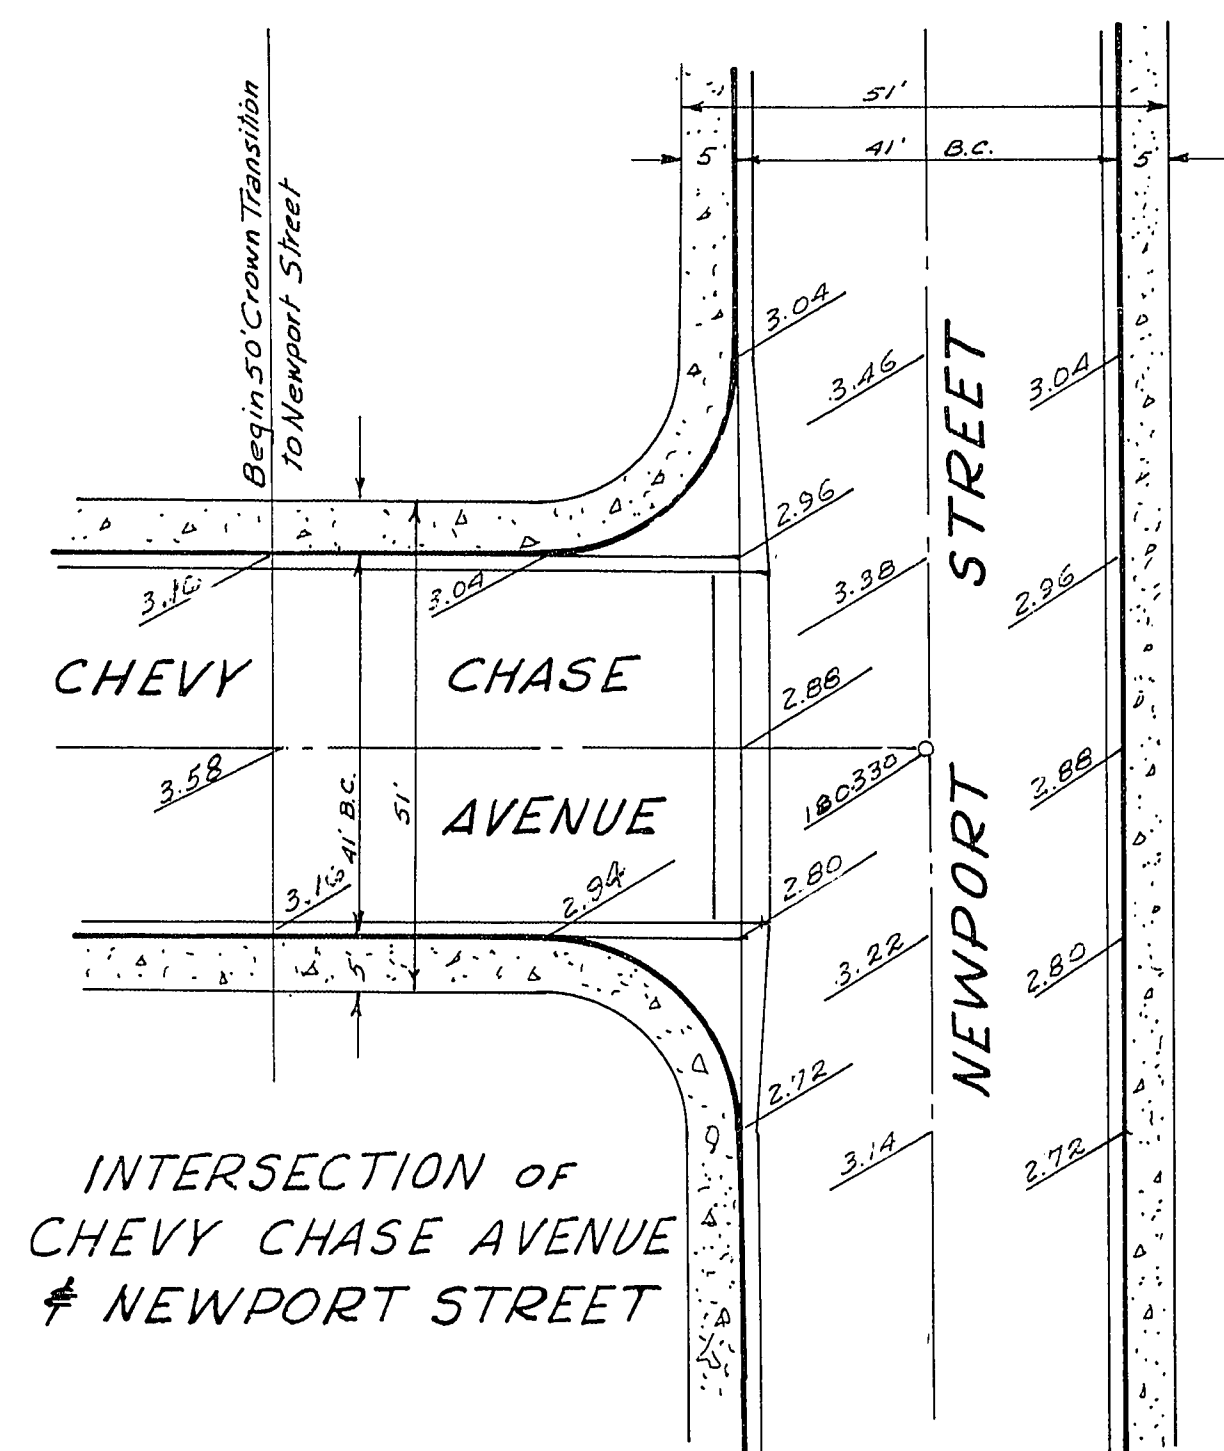 51'
5
41' B.C.
5
Begin 50' Crown Transition
to Newport Street
3.04
3.46
3.04
2.96
3.38
2.96
3.16
3.04
CHEVY CHASE
AVENUE
2.88
3.58
41' B.C.
51'
180330
2.88
STREET
NEWPORT
3.16
2.94
2.80
3.22
2.80
5'
2.72
3.14
2.72
INTERSECTION OF
CHEVY CHASE AVENUE
& NEWPORT STREET